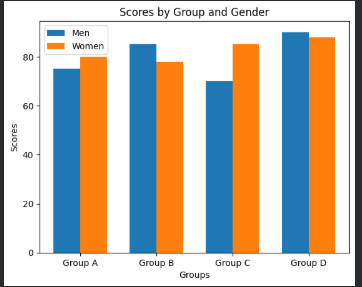 Scores by Group and Gender
Men
Women
80
60
40
20
0
Scores
Group A Group B Group C Group D
Groups